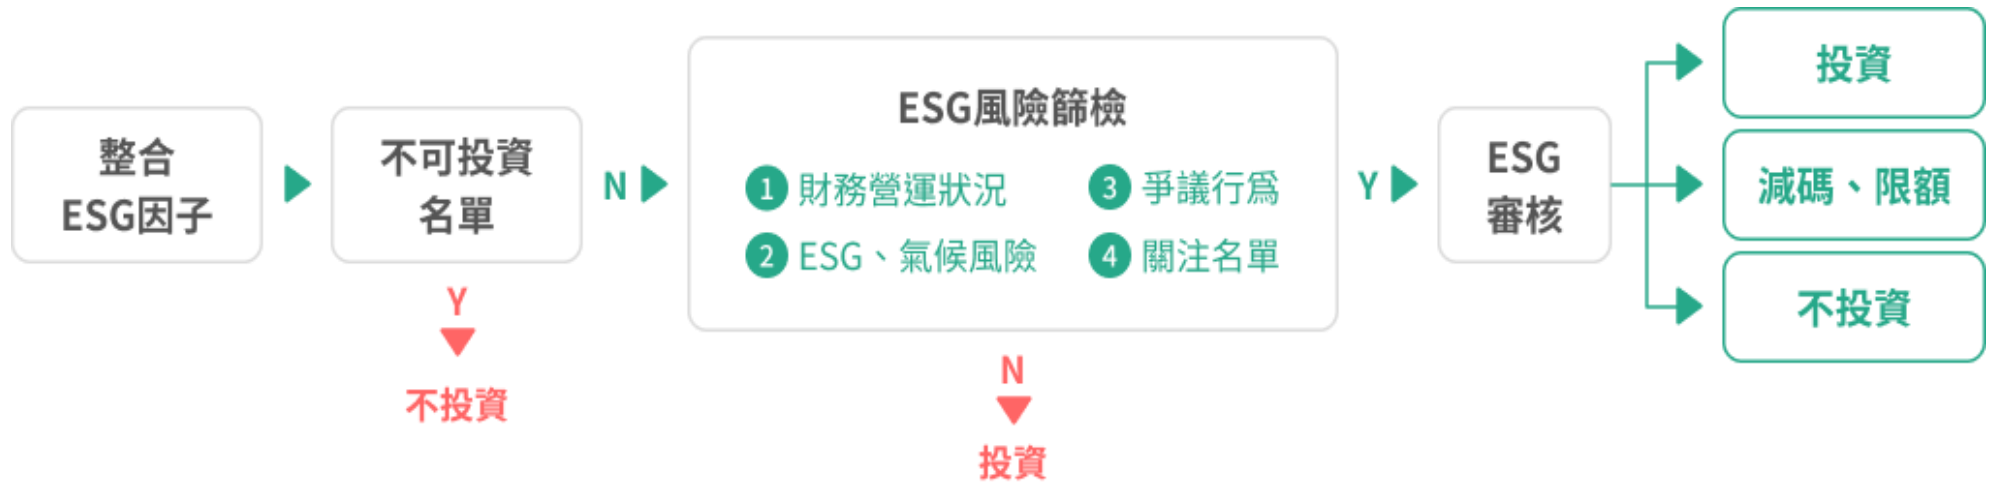 整合
ESG因子
不可投資
名單
Y
不投資
N
ESG風險篩檢
1 財務營運狀況
2 ESG、氣候風險
3 爭議行為
4 關注名單
N
投資
Y
ESG
審核
投資
減碼、限額
不投資